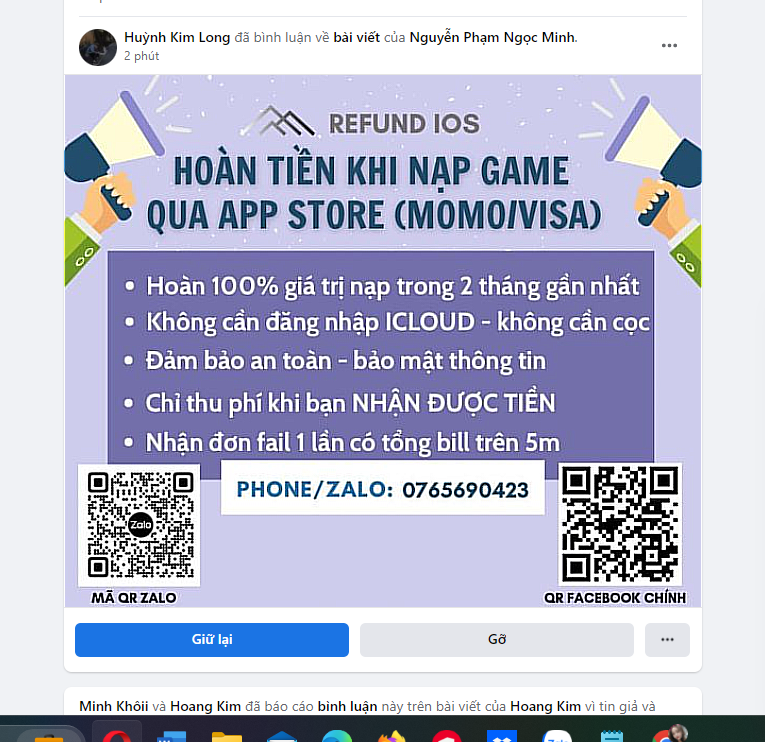 Huỳnh Kim Long đã bình luận về bài viết của Nguyễn Phạm Ngọc Minh.
2 phút
REFUND IOS
HOÀN TIỀN KHI NẠP GAME
QUA APP STORE (MOMO/VISA)
• Hoàn 100% giá trị nạp trong 2 tháng gần nhất
• Không cần đăng nhập ICLOUD - không cần cọc
• Đảm bảo an toàn - bảo mật thông tin
• Chỉ thu phí khi bạn NHẬN ĐƯỢC TIỀN
• Nhận đơn fail 1 lần có tổng bill trên 5m
PHONE/ZALO: 0765690423
Zalo
MÃ QR ZALO
QR FACEBOOK CHÍNH
Giữ lại
Gỡ
Minh Khôii và Hoang Kim đã báo cáo bình luận này trên bài viết của Hoang Kim vì tin giả và